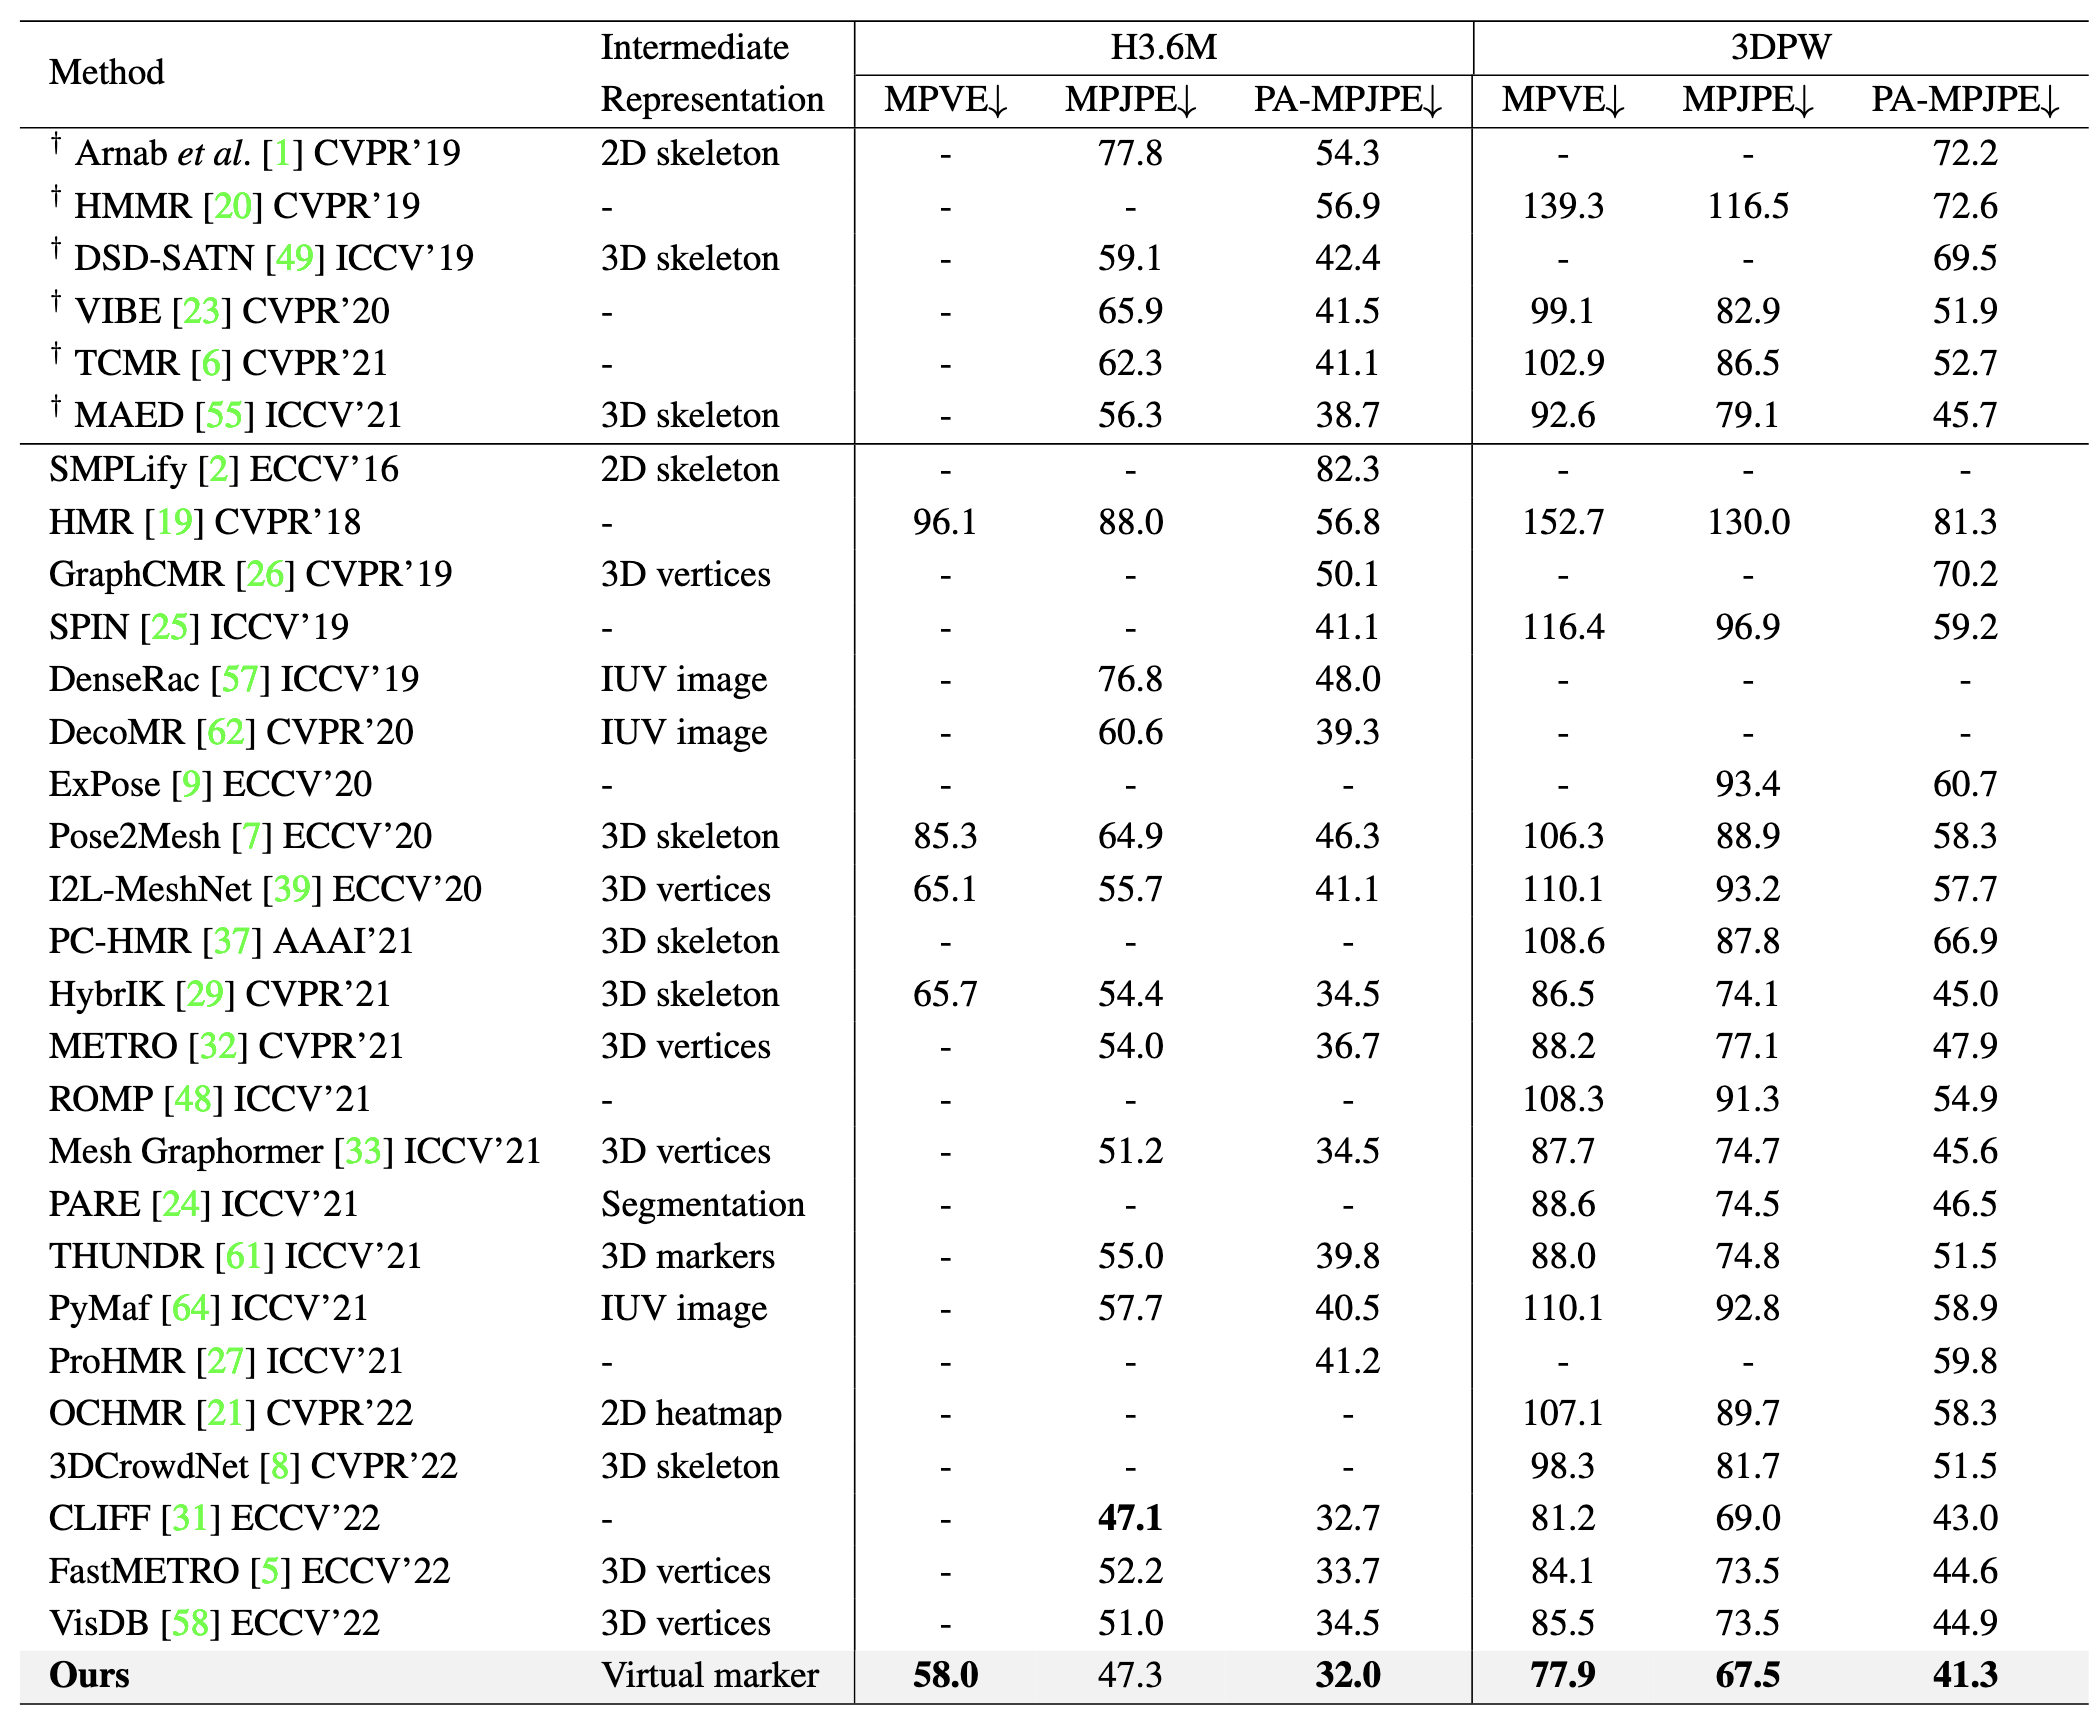 Method Intermediate Representation H3.6M 3DPW
MPVE↓ MPJPE↓ PA-MPJPE↓ MPVE↓ MPJPE↓ PA-MPJPE↓
† Arnab et al. [1] CVPR’19 2D skeleton - 77.8 54.3 - - 72.2
† HMMR [20] CVPR’19 - - - 56.9 139.3 116.5 72.6
† DSD-SATN [49] ICCV’19 3D skeleton - 59.1 42.4 - - 69.5
† VIBE [23] CVPR’20 - - 65.9 41.5 99.1 82.9 51.9
† TCMR [6] CVPR’21 - - 62.3 41.1 102.9 86.5 52.7
† MAED [55] ICCV’21 3D skeleton - 56.3 38.7 92.6 79.1 45.7
SMPLify [2] ECCV’16 2D skeleton - - 82.3 - - -
HMR [19] CVPR’18 - 96.1 88.0 56.8 152.7 130.0 81.3
GraphCMR [26] CVPR’19 3D vertices - - 50.1 - - 70.2
SPIN [25] ICCV’19 - - - 41.1 116.4 96.9 59.2
DenseRac [57] ICCV’19 IUV image - 76.8 48.0 - - -
DecoMR [62] CVPR’20 IUV image - 60.6 39.3 - - -
ExPose [9] ECCV’20 - - - - - 93.4 60.7
Pose2Mesh [7] ECCV’20 3D skeleton 85.3 64.9 46.3 106.3 88.9 58.3
I2L-MeshNet [39] ECCV’20 3D vertices 65.1 55.7 41.1 110.1 93.2 57.7
PC-HMR [37] AAAI’21 3D skeleton - - - 108.6 87.8 66.9
HybrIK [29] CVPR’21 3D skeleton 65.7 54.4 34.5 86.5 74.1 45.0
METRO [32] CVPR’21 3D vertices - 54.0 36.7 88.2 77.1 47.9
ROMP [48] ICCV’21 - - - - 108.3 91.3 54.9
Mesh Graphormer [33] ICCV’21 3D vertices - 51.2 34.5 87.7 74.7 45.6
PARE [24] ICCV’21 Segmentation - - - 88.6 74.5 46.5
THUNDR [61] ICCV’21 3D markers - 55.0 39.8 88.0 74.8 51.5
PyMaf [64] ICCV’21 IUV image - 57.7 40.5 110.1 92.8 58.9
ProHMR [27] ICCV’21 - - - 41.2 - - 59.8
OCHMR [21] CVPR’22 2D heatmap - - - 107.1 89.7 58.3
3DCrowdNet [8] CVPR’22 3D skeleton - - - 98.3 81.7 51.5
CLIFF [31] ECCV’22 - - 47.1 32.7 81.2 69.0 43.0
FastMETRO [5] ECCV’22 3D vertices - 52.2 33.7 84.1 73.5 44.6
VisDB [58] ECCV’22 3D vertices - 51.0 34.5 85.5 73.5 44.9
Ours Virtual marker 58.0 47.3 32.0 77.9 67.5 41.3